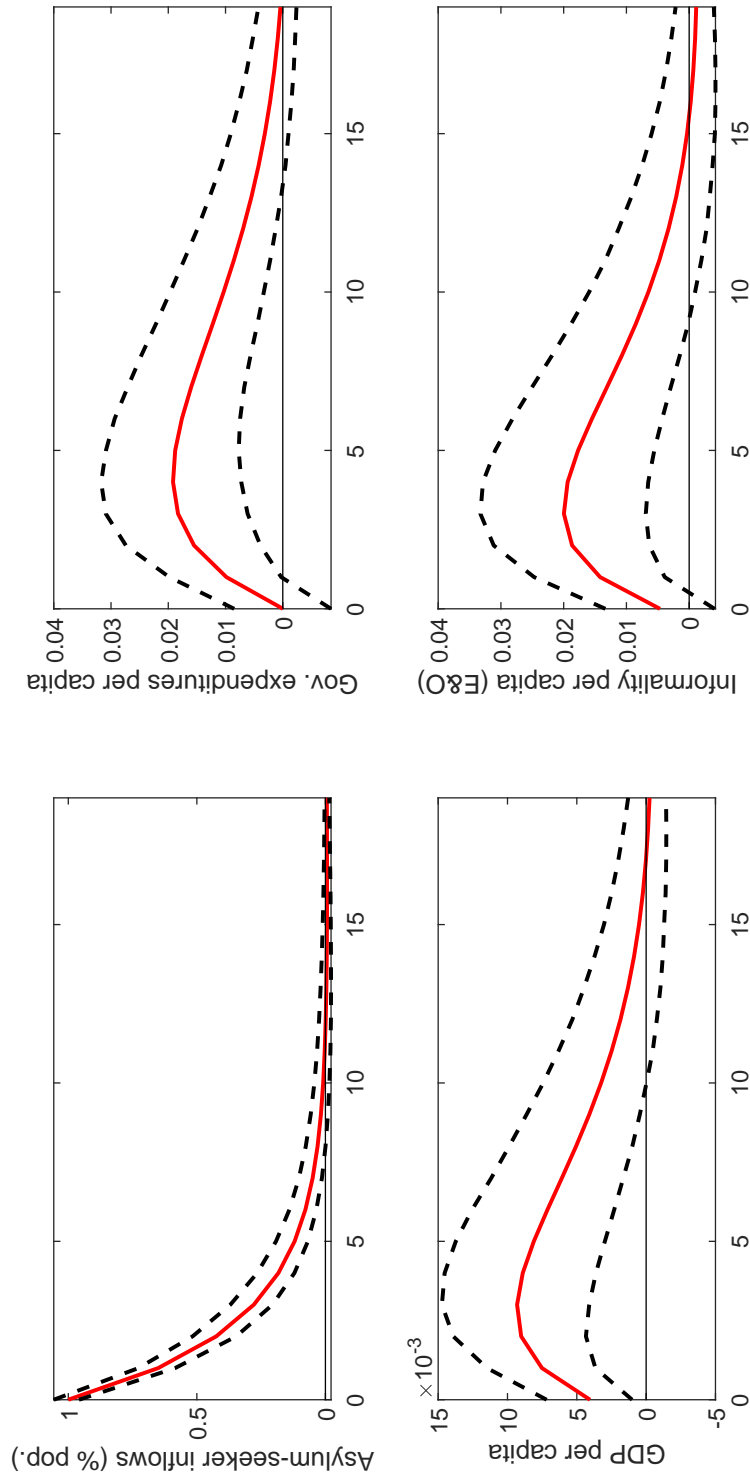 Asylum-seeker inflows (% pop.)
1
0.5
0
0 5 10 15
Gov. expenditures per capita
0.04
0.03
0.02
0.01
0
0 5 10 15
GDP per capita
×10⁻³
15
10
5
0
-5
0 5 10 15
Informality per capita (E&O)
0.04
0.03
0.02
0.01
0
0 5 10 15